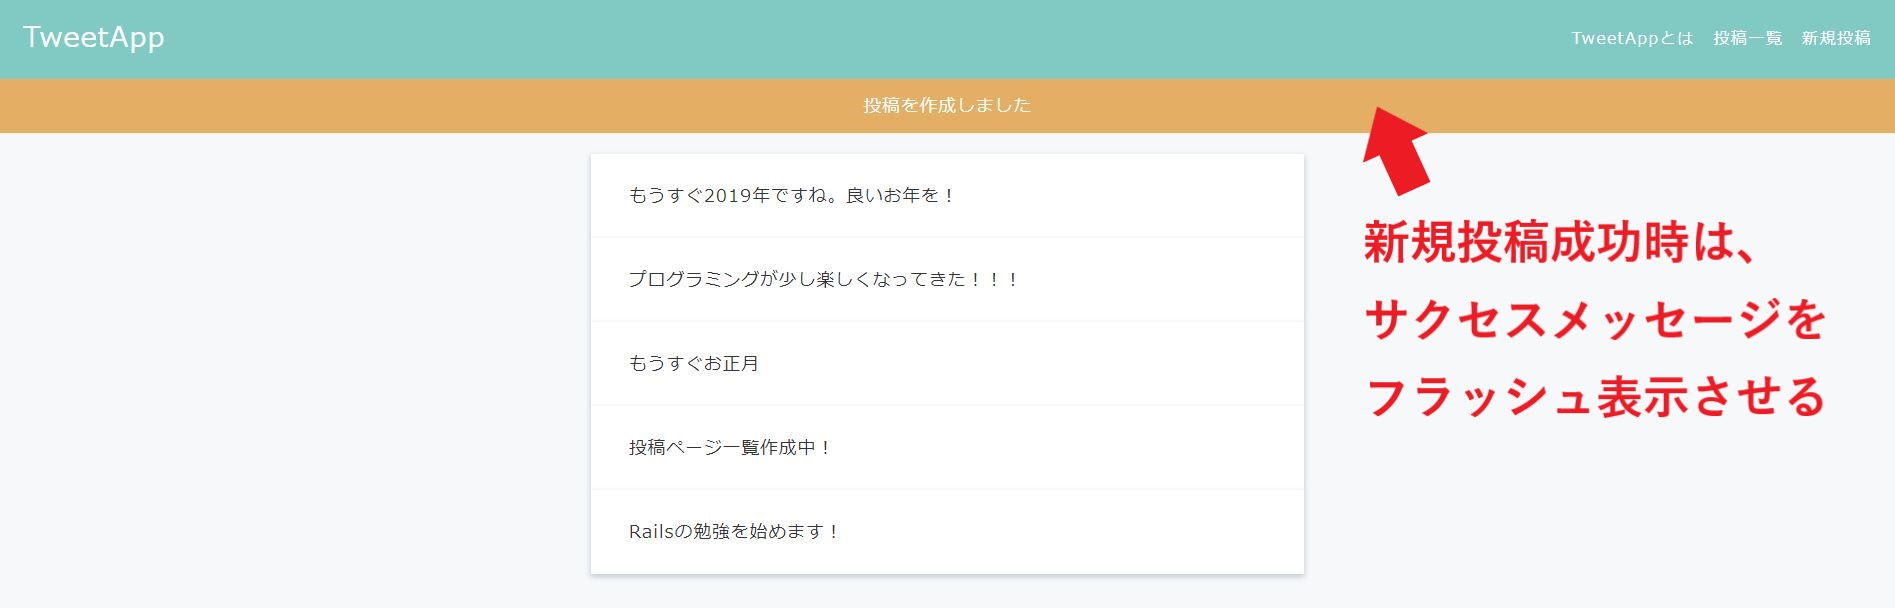 TweetApp
TweetAppとは 投稿一覧 新規投稿
投稿を作成しました
もうすぐ2019年ですね。良いお年を！
プログラミングが少し楽しくなってきた！！！
もうすぐお正月
投稿ページ一覧作成中！
Railsの勉強を始めます！
新規投稿成功時は、
サクセスメッセージを
フラッシュ表示させる